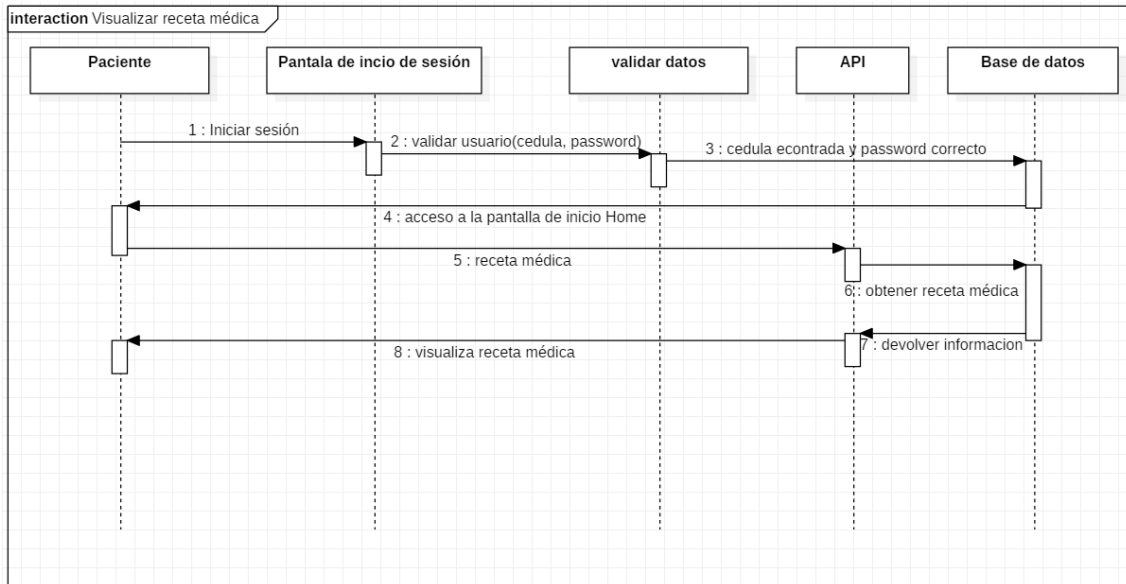 interaction Visualizar receta médica
Paciente
Pantala de incio de sesión
validar datos
API
Base de datos
1 : Iniciar sesión
2 : validar usuario(cedula, password)
3 : cedula econtrada y password correcto
4 : acceso a la pantalla de inicio Home
5 : receta médica
6 : obtener receta médica
7 : devolver informacion
8 : visualiza receta médica